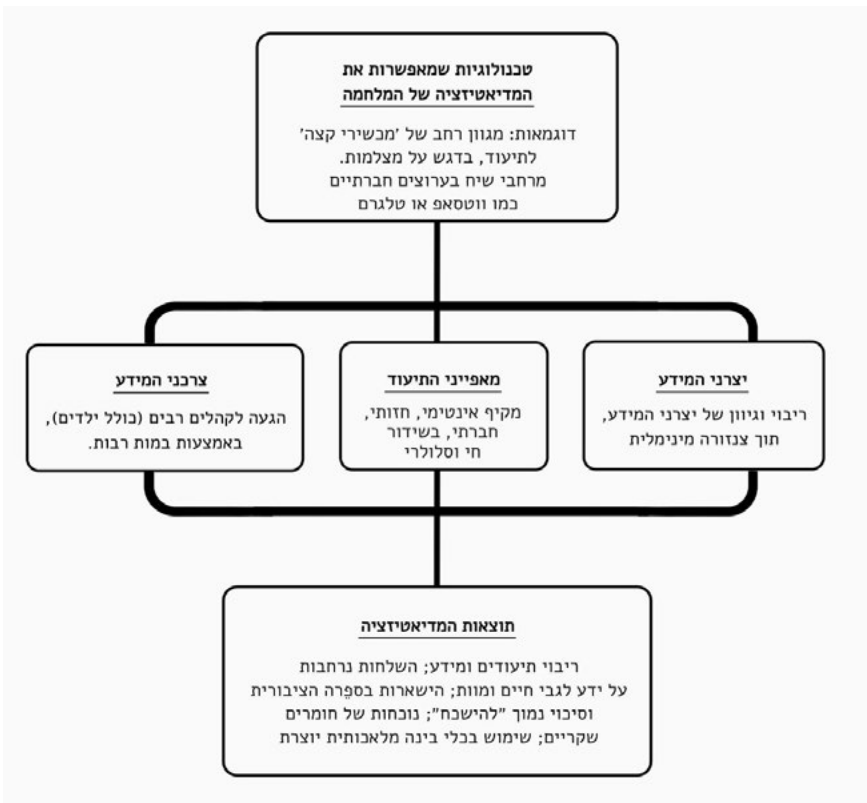 טכנולוגיות שמאפשרות את
המדיאטיזציה של המלחמה
דוגמאות: מגוון רחב של 'מכשירי קצה'
לתיעוד, בדגש על מצלמות.
מרחבי שיח בערוצים חברתיים
כמו ווטסאפ או טלגרם
יצרני המידע
ריבוי וגיוון של יצרני המידע,
תוך צנזורה מינימלית
מאפייני התיעוד
מקיף אינטימי, חזותי,
חברתי, בשידור
חי וסלולרי
צרכני המידע
הגעה לקהלים רבים (כולל ילדים),
באמצעות במות רבות.
תוצאות המדיאטיזציה
ריבוי תיעודים ומידע; השלחות נרחבות
על ידע לגבי חיים ומוות; הישארות בספֵרה הציבורית
וסיכוי נמוך "להישכח"; נוכחות של חומרים
שקריים; שימוש בכלי בינה מלאכותית יוצרת